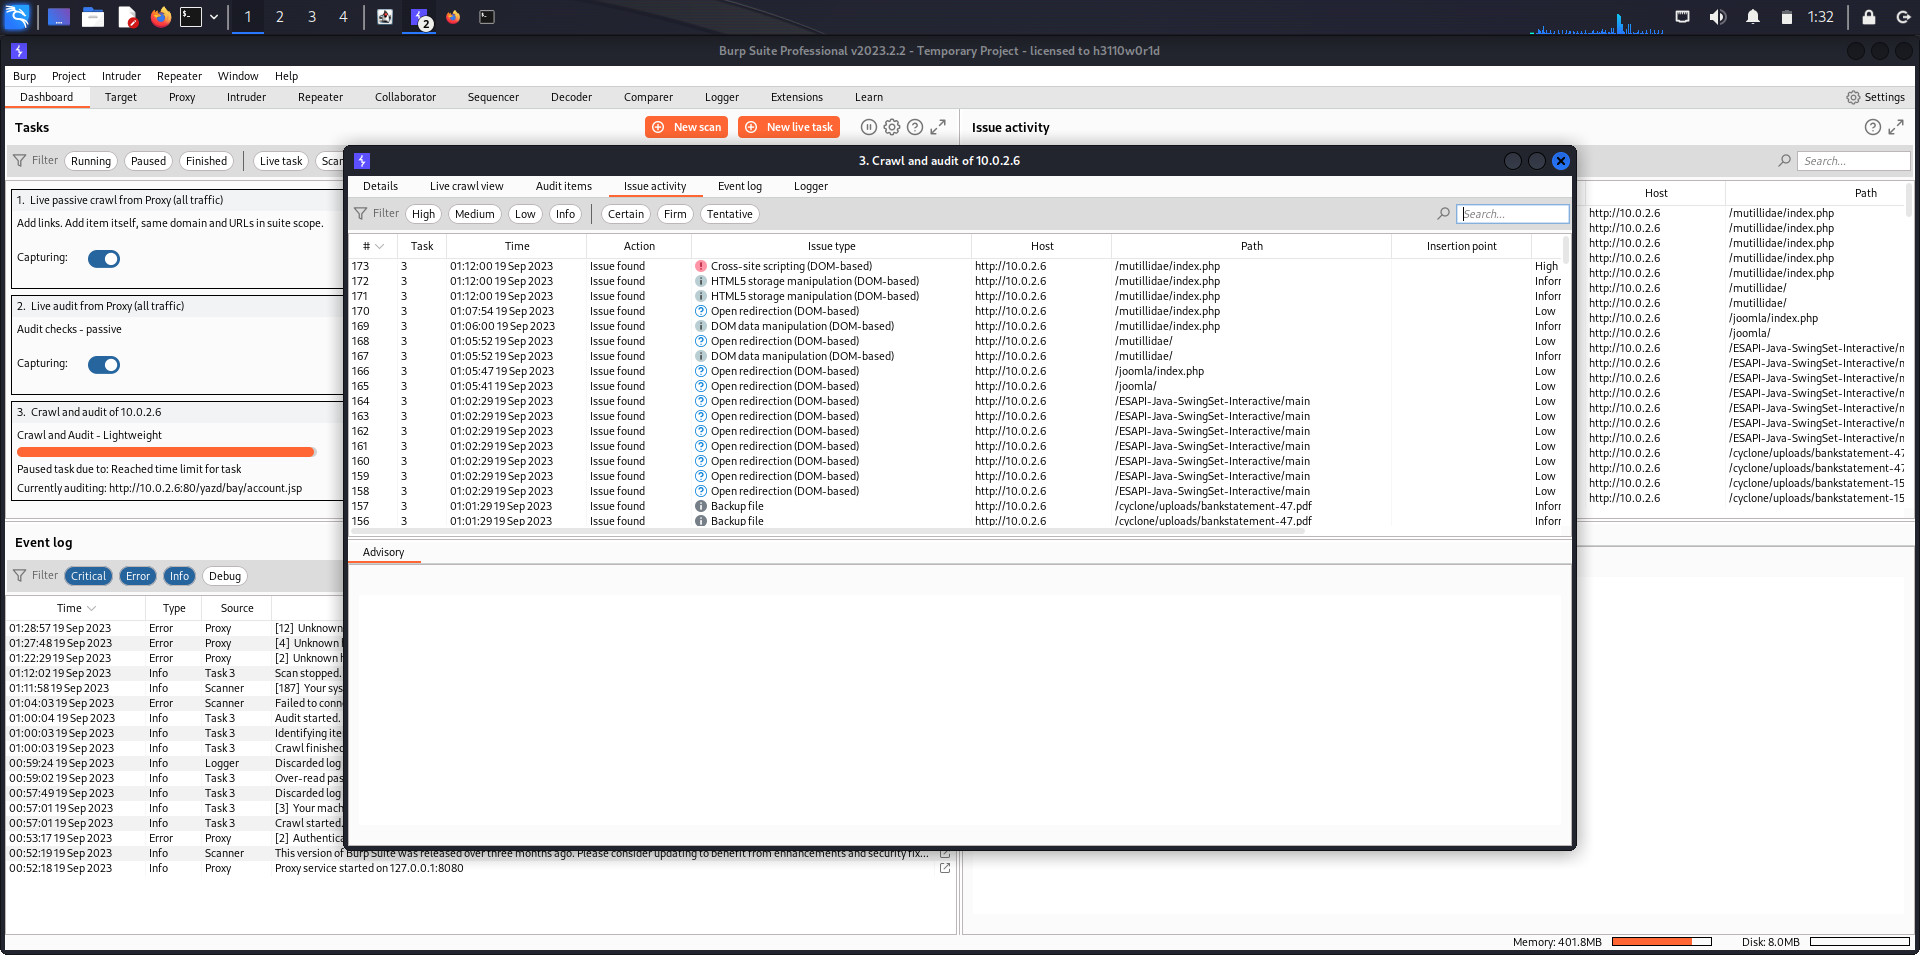 1 2 3 4 2 1:32
Burp Suite Professional v2023.2.2 - Temporary Project - licensed to h3110w0r1d
Burp Project Intruder Repeater Window Help
Dashboard Target Proxy Intruder Repeater Collaborator Sequencer Decoder Comparer Logger Extensions Learn Settings
Tasks New scan New live task
Filter Running Paused Finished Live task Scan
1. Live passive crawl from Proxy (all traffic)
Add links. Add item itself, same domain and URLs in suite scope.
Capturing:
2. Live audit from Proxy (all traffic)
Audit checks - passive
Capturing:
3. Crawl and audit of 10.0.2.6
Crawl and Audit - Lightweight
Paused task due to: Reached time limit for task
Currently auditing: http://10.0.2.6:80/yazd/bay/account.jsp
Event log
Filter Critical Error Info Debug
Time Type Source
01:28:57 19 Sep 2023 Error Proxy [12] Unknown
01:27:48 19 Sep 2023 Error Proxy [4] Unknown
01:22:29 19 Sep 2023 Error Proxy [2] Unknown
01:12:02 19 Sep 2023 Info Task 3 Scan stopped.
01:11:58 19 Sep 2023 Info Scanner [187] Your sys
01:04:03 19 Sep 2023 Error Scanner Failed to conn
01:00:04 19 Sep 2023 Info Task 3 Audit started.
01:00:03 19 Sep 2023 Info Task 3 Identifying ite
01:00:03 19 Sep 2023 Info Task 3 Crawl finished
00:59:24 19 Sep 2023 Info Logger Discarded log
00:59:02 19 Sep 2023 Info Task 3 Over-read pas
00:57:49 19 Sep 2023 Info Task 3 Discarded log
00:57:01 19 Sep 2023 Info Task 3 [3] Your mach
00:57:01 19 Sep 2023 Info Task 3 Crawl started.
00:53:17 19 Sep 2023 Error Proxy [2] Authentica
00:52:19 19 Sep 2023 Info Scanner This version of Burp Suite was released over three months ago. Please consider updating to benefit from enhancements and security fix...
00:52:18 19 Sep 2023 Info Proxy Proxy service started on 127.0.0.1:8080
3. Crawl and audit of 10.0.2.6
Details Live crawl view Audit items Issue activity Event log Logger
Filter High Medium Low Info Certain Firm Tentative Search...
# Task Time Action Issue type Host Path Insertion point
173 3 01:12:00 19 Sep 2023 Issue found Cross-site scripting (DOM-based) http://10.0.2.6 /mutillidae/index.php High
172 3 01:12:00 19 Sep 2023 Issue found HTML5 storage manipulation (DOM-based) http://10.0.2.6 /mutillidae/index.php Inforr
171 3 01:12:00 19 Sep 2023 Issue found HTML5 storage manipulation (DOM-based) http://10.0.2.6 /mutillidae/index.php Inforr
170 3 01:07:54 19 Sep 2023 Issue found Open redirection (DOM-based) http://10.0.2.6 /mutillidae/index.php Low
169 3 01:06:00 19 Sep 2023 Issue found DOM data manipulation (DOM-based) http://10.0.2.6 /mutillidae/index.php Inforr
168 3 01:05:52 19 Sep 2023 Issue found Open redirection (DOM-based) http://10.0.2.6 /mutillidae/ Low
167 3 01:05:52 19 Sep 2023 Issue found DOM data manipulation (DOM-based) http://10.0.2.6 /mutillidae/ Inforr
166 3 01:05:47 19 Sep 2023 Issue found Open redirection (DOM-based) http://10.0.2.6 /joomla/index.php Low
165 3 01:05:41 19 Sep 2023 Issue found Open redirection (DOM-based) http://10.0.2.6 /joomla/ Low
164 3 01:02:29 19 Sep 2023 Issue found Open redirection (DOM-based) http://10.0.2.6 /ESAPI-Java-SwingSet-Interactive/main Low
163 3 01:02:29 19 Sep 2023 Issue found Open redirection (DOM-based) http://10.0.2.6 /ESAPI-Java-SwingSet-Interactive/main Low
162 3 01:02:29 19 Sep 2023 Issue found Open redirection (DOM-based) http://10.0.2.6 /ESAPI-Java-SwingSet-Interactive/main Low
161 3 01:02:29 19 Sep 2023 Issue found Open redirection (DOM-based) http://10.0.2.6 /ESAPI-Java-SwingSet-Interactive/main Low
160 3 01:02:29 19 Sep 2023 Issue found Open redirection (DOM-based) http://10.0.2.6 /ESAPI-Java-SwingSet-Interactive/main Low
159 3 01:02:29 19 Sep 2023 Issue found Open redirection (DOM-based) http://10.0.2.6 /ESAPI-Java-SwingSet-Interactive/main Low
158 3 01:02:29 19 Sep 2023 Issue found Open redirection (DOM-based) http://10.0.2.6 /ESAPI-Java-SwingSet-Interactive/main Low
157 3 01:01:29 19 Sep 2023 Issue found Backup file http://10.0.2.6 /cyclone/uploads/bankstatement-47.pdf Inforr
156 3 01:01:29 19 Sep 2023 Issue found Backup file http://10.0.2.6 /cyclone/uploads/bankstatement-47.pdf Inforr
Advisory
Issue activity
Search...
Host Path
http://10.0.2.6 /mutillidae/index.php
http://10.0.2.6 /mutillidae/index.php
http://10.0.2.6 /mutillidae/index.php
http://10.0.2.6 /mutillidae/index.php
http://10.0.2.6 /mutillidae/index.php
http://10.0.2.6 /mutillidae/
http://10.0.2.6 /mutillidae/
http://10.0.2.6 /joomla/index.php
http://10.0.2.6 /joomla/
http://10.0.2.6 /ESAPI-Java-SwingSet-Interactive/n
http://10.0.2.6 /ESAPI-Java-SwingSet-Interactive/n
http://10.0.2.6 /ESAPI-Java-SwingSet-Interactive/n
http://10.0.2.6 /ESAPI-Java-SwingSet-Interactive/n
http://10.0.2.6 /ESAPI-Java-SwingSet-Interactive/n
http://10.0.2.6 /ESAPI-Java-SwingSet-Interactive/n
http://10.0.2.6 /ESAPI-Java-SwingSet-Interactive/n
http://10.0.2.6 /cyclone/uploads/bankstatement-47
http://10.0.2.6 /cyclone/uploads/bankstatement-47
http://10.0.2.6 /cyclone/uploads/bankstatement-15
http://10.0.2.6 /cyclone/uploads/bankstatement-15
Memory: 401.8MB Disk: 8.0MB